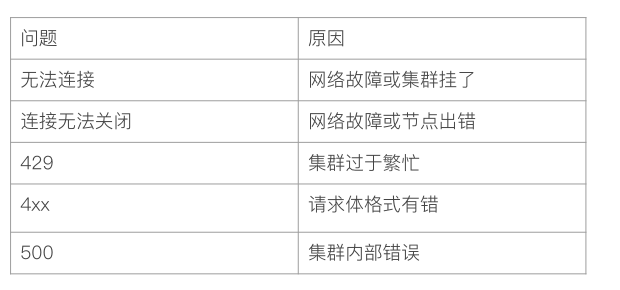 问题 原因
无法连接 网络故障或集群挂了
连接无法关闭 网络故障或节点出错
429 集群过于繁忙
4xx 请求体格式有错
500 集群内部错误